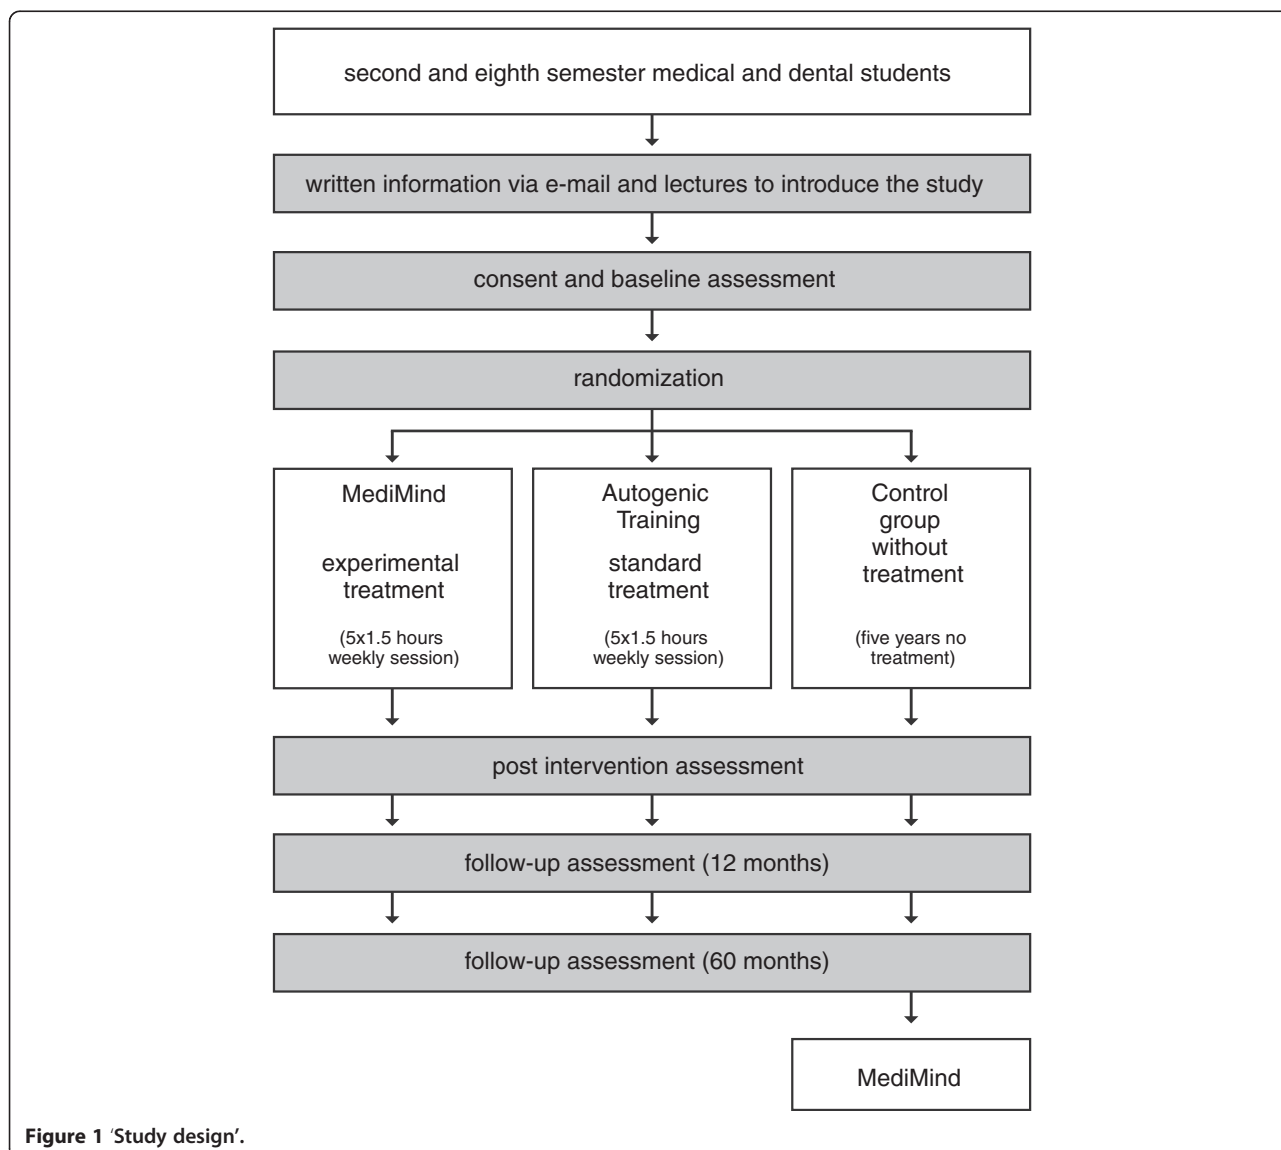 second and eighth semester medical and dental students
written information via e-mail and lectures to introduce the study
consent and baseline assessment
randomization
MediMind
experimental
treatment
(5x1.5 hours
weekly session)
Autogenic
Training
standard
treatment
(5x1.5 hours
weekly session)
Control
group
without
treatment
(five years no
treatment)
post intervention assessment
follow-up assessment (12 months)
follow-up assessment (60 months)
MediMind
Figure 1 'Study design'.